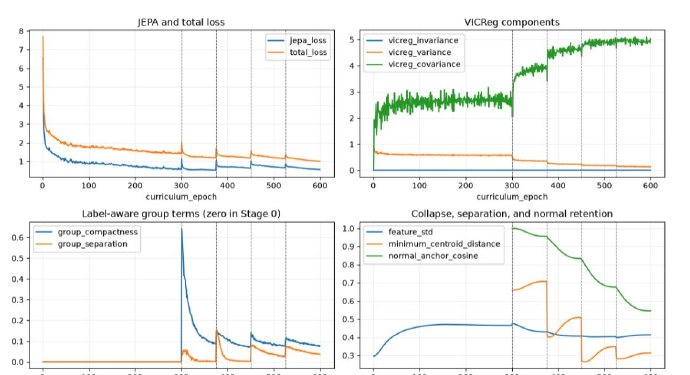 JEPA and total loss
8
7
6
5
4
3
2
1
jepa_loss
total_loss
0 100 200 300 400 500 600
curriculum_epoch
VICReg components
5
4
3
2
1
0
vicreg_invariance
vicreg_variance
vicreg_covariance
0 100 200 300 400 500 600
curriculum_epoch
Label-aware group terms (zero in Stage 0)
0.6
0.5
0.4
0.3
0.2
0.1
0.0
group_compactness
group_separation
Collapse, separation, and normal retention
1.0
0.9
0.8
0.7
0.6
0.5
0.4
0.3
feature_std
minimum_centroid_distance
normal_anchor_cosine